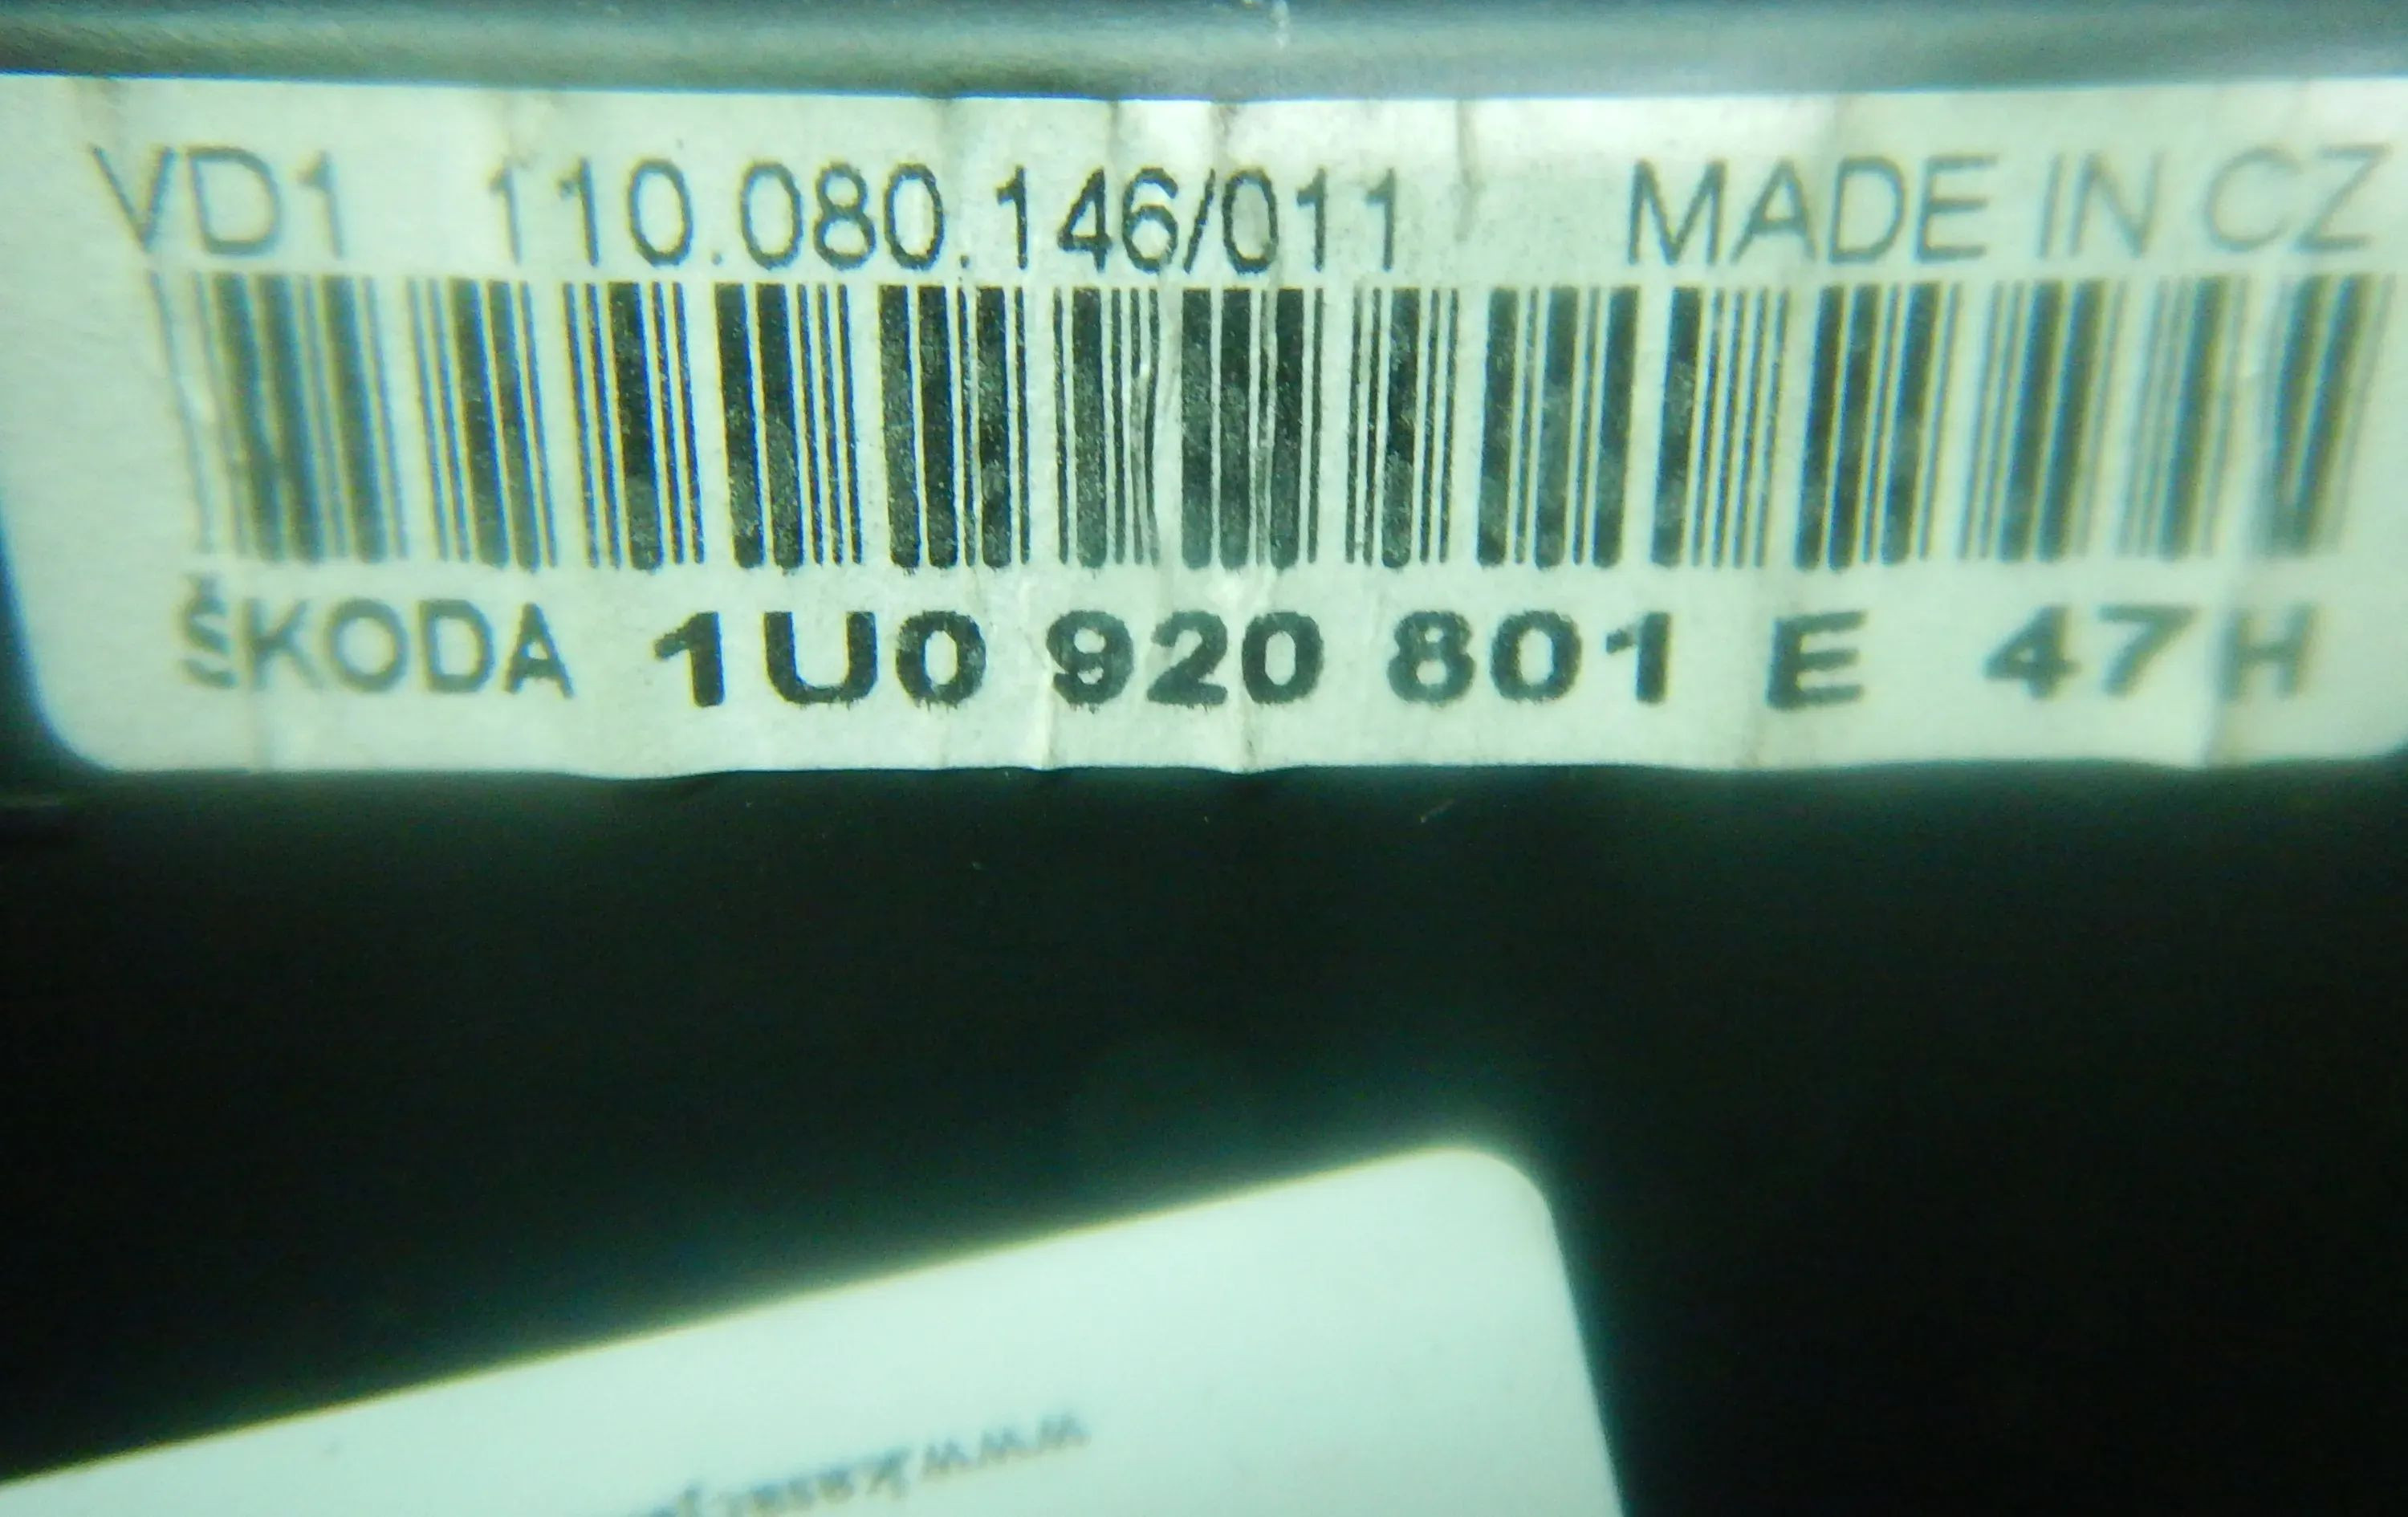 VD1 110.080.146/011 MADE IN CZ
ŠKODA 1U0 920 801 E 47H